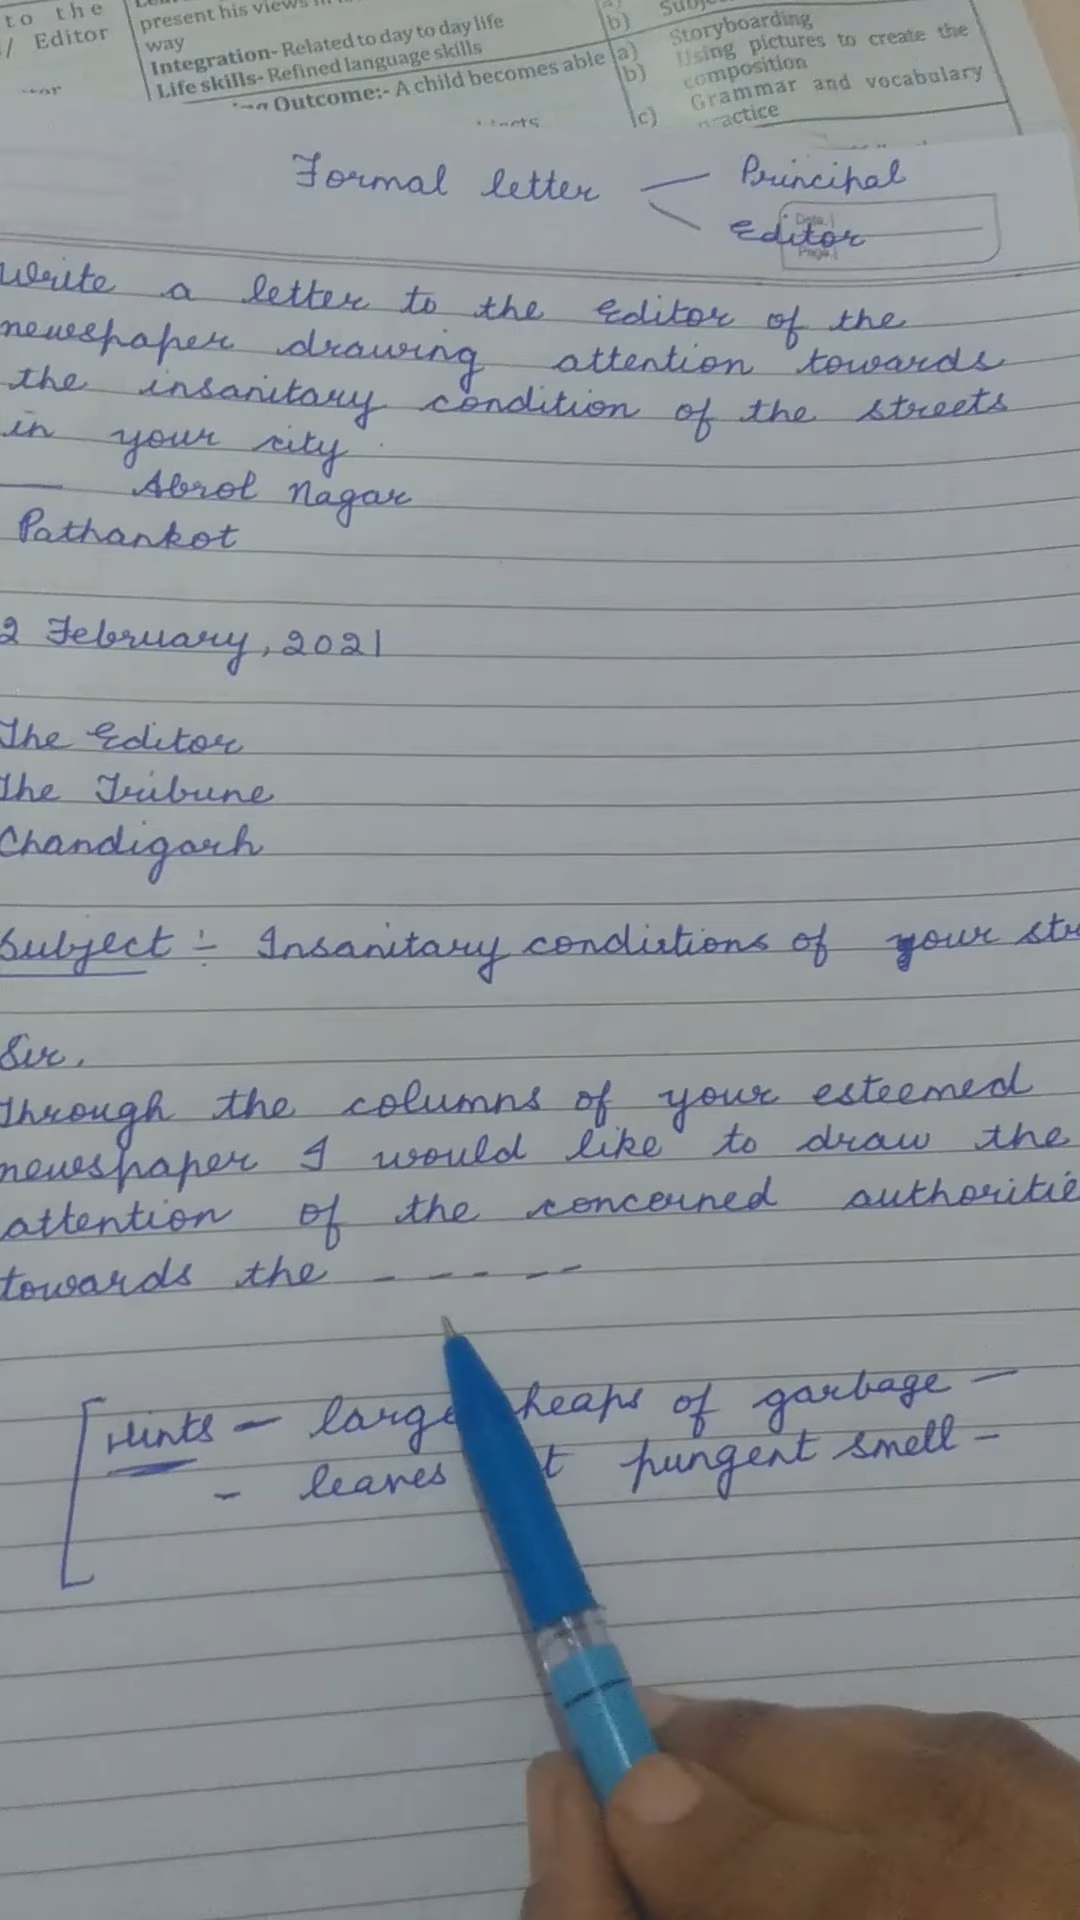 to the
/ Editor
present his views in
way
Integration- Related to day to day life
Life skills- Refined language skills
Outcome:- A child becomes able
b)
a) Storyboarding
b) Using pictures to create the
composition
c) Grammar and vocabulary
practice
Formal letter — Principal
Editor
Date
Page
Write a letter to the Editor of the
newspaper drawing attention towards
the insanitary condition of the streets
in your city
Abrol Nagar
Pathankot
2 February, 2021
The Editor
The Tribune
Chandigarh
Subject :- Insanitary condistions of your
Sir,
Through the columns of your esteemed
newspaper I would like to draw the
attention of the concerned
towards the - - - - -
[Hints - large heaps of garbage -
- leaves pungent smell -